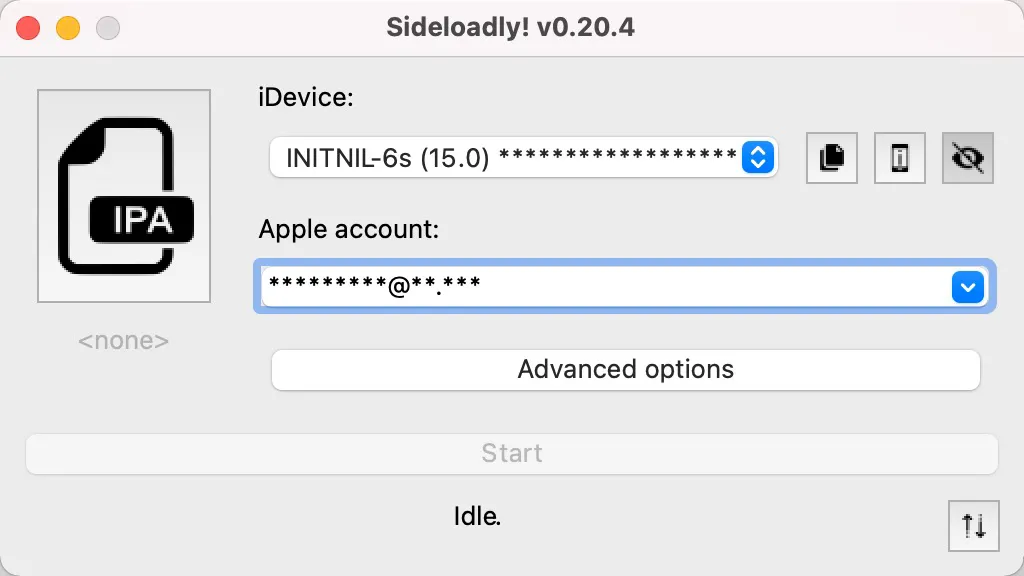 Sideloadly! v0.20.4
iDevice:
INITNIL-6s (15.0) ******************
IPA
Apple account:
*********@**.***
<none>
Advanced options
Start
Idle.